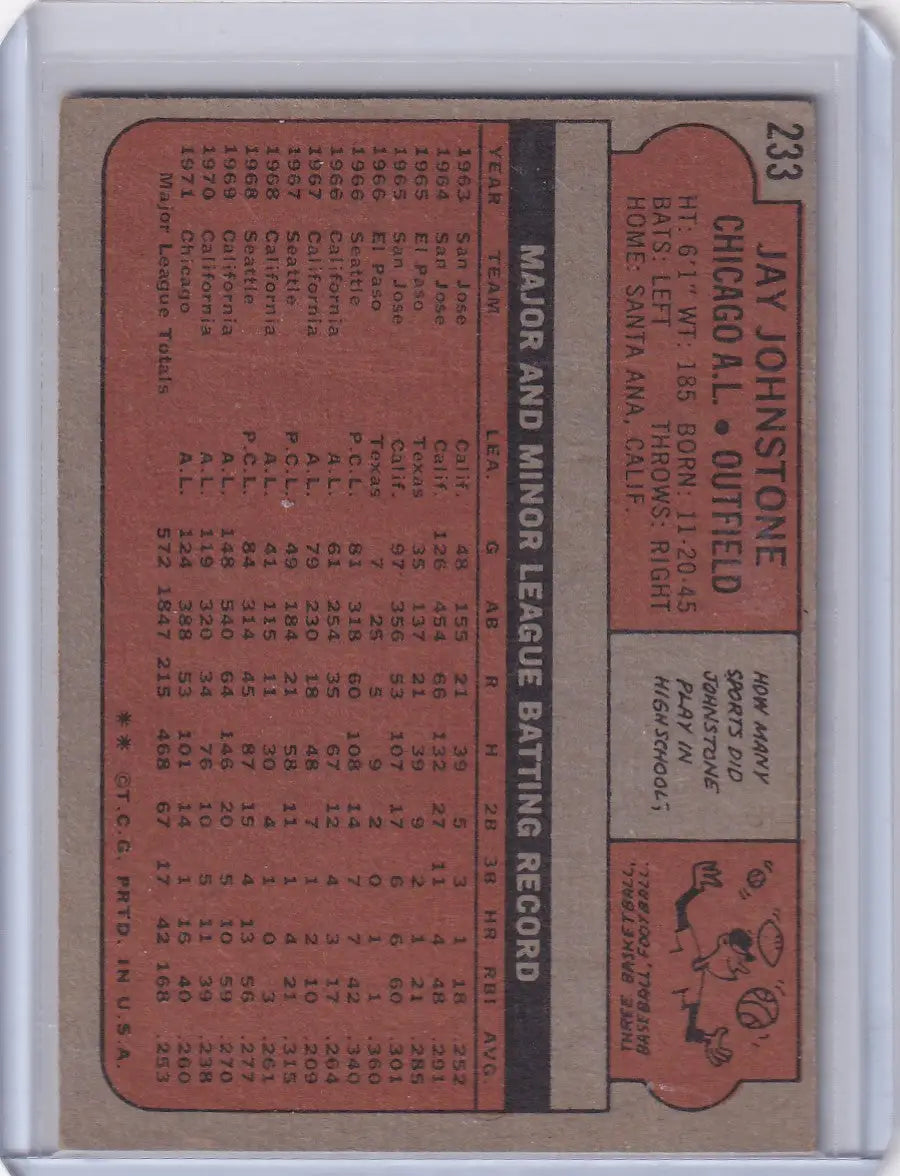 233
JAY JOHNSTONE
CHICAGO A.L. • OUTFIELD
HT: 6'1" WT: 185 BORN: 11-20-45
BATS: LEFT THROWS: RIGHT
HOME: SANTA ANA, CALIF.
HOW MANY
SPORTS DID
JOHNSTONE
PLAY IN
HIGH SCHOOL?
THREE BASKETBALL,
BASEBALL, FOOTBALL.
MAJOR AND MINOR LEAGUE BATTING RECORD
YEAR TEAM LEA. G AB R H 2B 3B HR RBI AVG.
1963 San Jose Calif. 48 155 21 39 5 3 1 18 .252
1964 San Jose Calif. 126 454 66 132 27 11 4 48 .291
1965 El Paso Texas 35 137 21 39 9 2 1 21 .285
1965 San Jose Calif. 97 356 53 107 17 6 6 60 .301
1966 El Paso Texas 7 25 5 9 2 0 1 1 .360
1966 Seattle P.C.L. 81 318 60 108 14 7 7 42 .340
1966 California A.L. 61 254 35 67 12 4 3 17 .264
1967 California A.L. 79 230 18 48 7 1 2 10 .209
1967 Seattle P.C.L. 49 184 21 58 11 1 4 21 .315
1968 California A.L. 41 115 11 30 4 1 0 3 .261
1968 Seattle P.C.L. 84 314 45 87 15 4 13 56 .277
1969 California A.L. 148 540 64 146 20 5 10 59 .270
1970 California A.L. 119 320 34 76 10 5 11 39 .238
1971 Chicago A.L. 124 388 53 101 14 1 16 40 .260
Major League Totals 572 1847 215 468 67 17 42 168 .253
** ©T.C.G. PRTD. IN U.S.A.